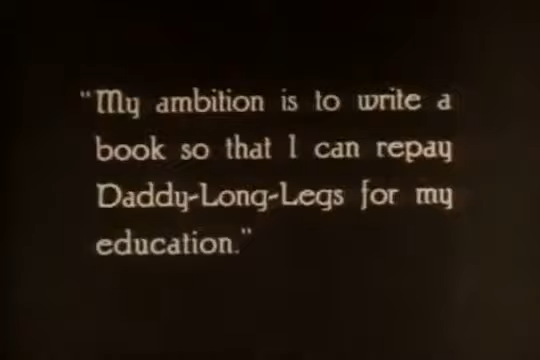 "My ambition is to write a
book so that I can repay
Daddy-Long-Legs for my
education."